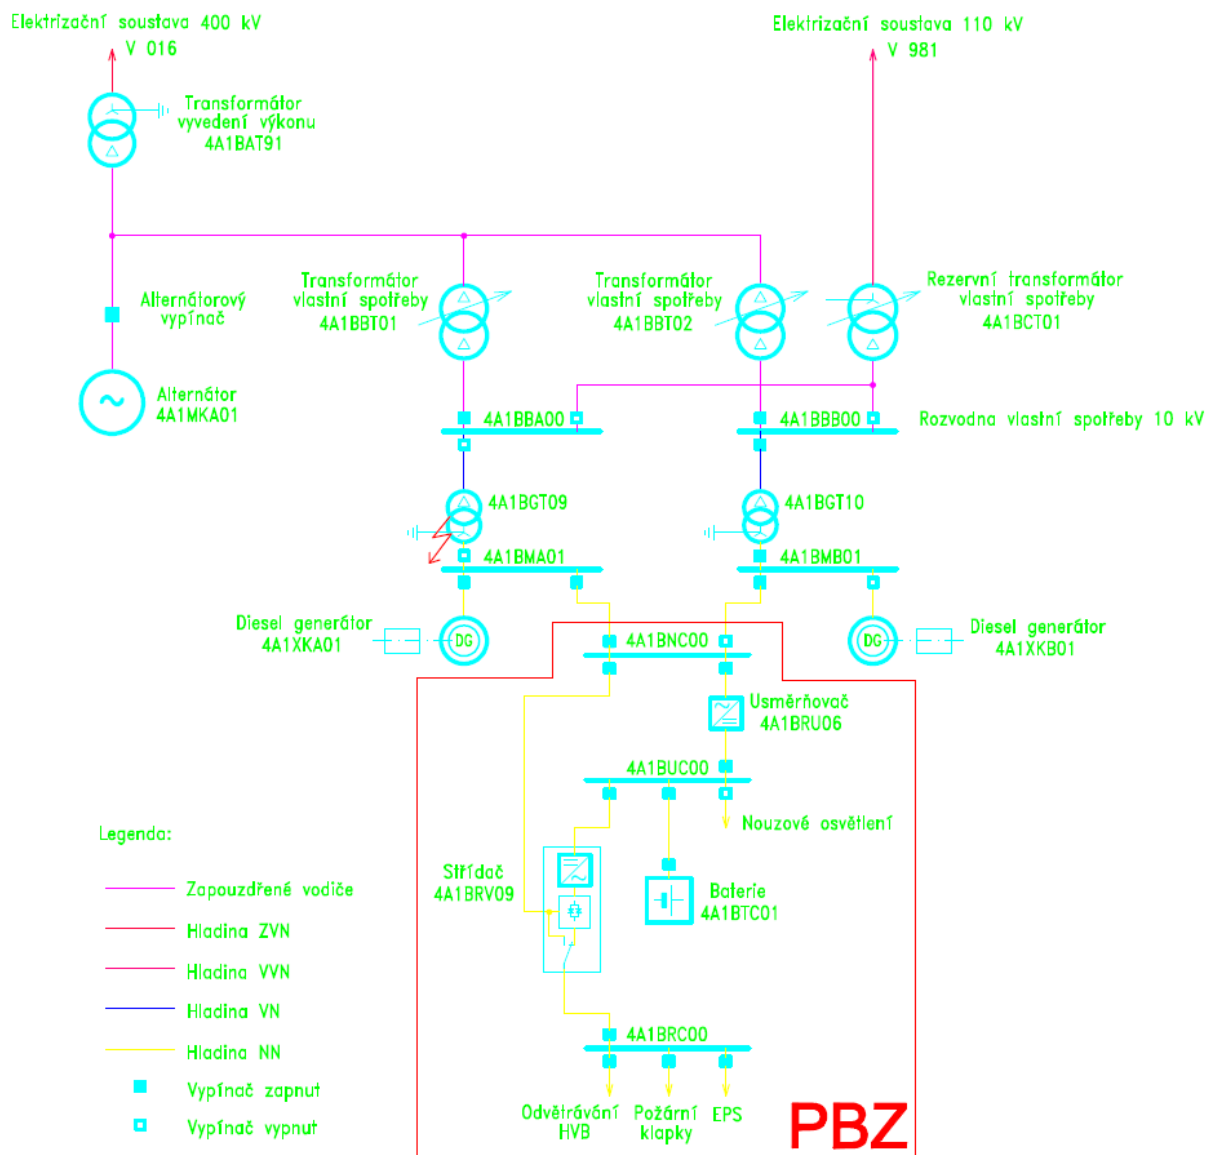 Elektrizační soustava 400 kV
V 016
Elektrizační soustava 110 kV
V 981
Transformátor
vyvedení výkonu
4A1BAT91
Alternátorový
vypínač
Transformátor
vlastní spotřeby
4A1BBT01
Transformátor
vlastní spotřeby
4A1BBT02
Rezervní transformátor
vlastní spotřeby
4A1BCT01
Alternátor
4A1MKA01
4A1BBA00
4A1BBB00
Rozvodna vlastní spotřeby 10 kV
4A1BGT09
4A1BGT10
4A1BMA01
4A1BMB01
Diesel generátor
4A1XKA01
DG
4A1BNC00
DG
Diesel generátor
4A1XKB01
Usměrňovač
4A1BRU06
4A1BUC00
Nouzové osvětlení
Střídač
4A1BRV09
Baterie
4A1BTC01
4A1BRC00
Odvětrávání
HVB
Požární
klapky
EPS
PBZ
Legenda:
Zapouzdřené vodiče
Hladina ZVN
Hladina VVN
Hladina VN
Hladina NN
Vypínač zapnut
Vypínač vypnut